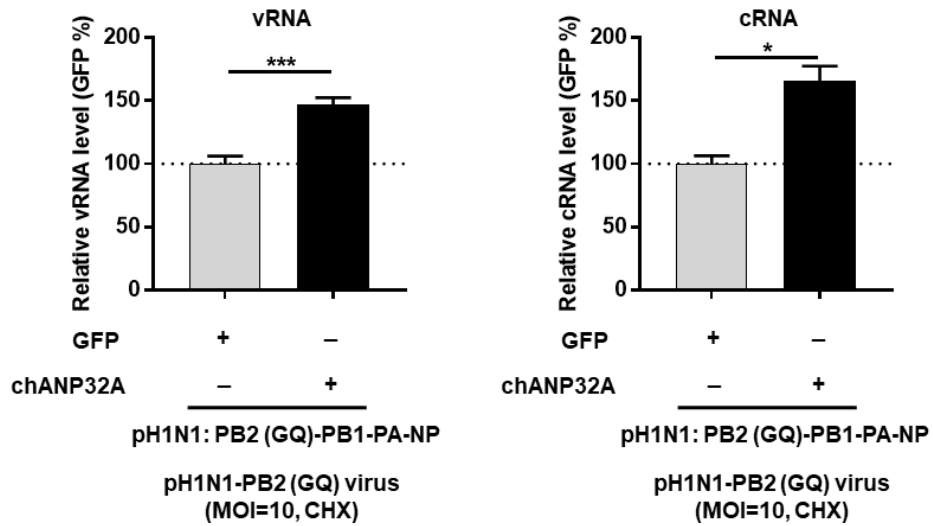 vRNA
Relative vRNA level (GFP %)
200
150
100
50
0
***
GFP + –
chANP32A – +
pH1N1: PB2 (GQ)-PB1-PA-NP
pH1N1-PB2 (GQ) virus
(MOI=10, CHX)
cRNA
Relative cRNA level (GFP %)
200
150
100
50
0
*
GFP + –
chANP32A – +
pH1N1: PB2 (GQ)-PB1-PA-NP
pH1N1-PB2 (GQ) virus
(MOI=10, CHX)